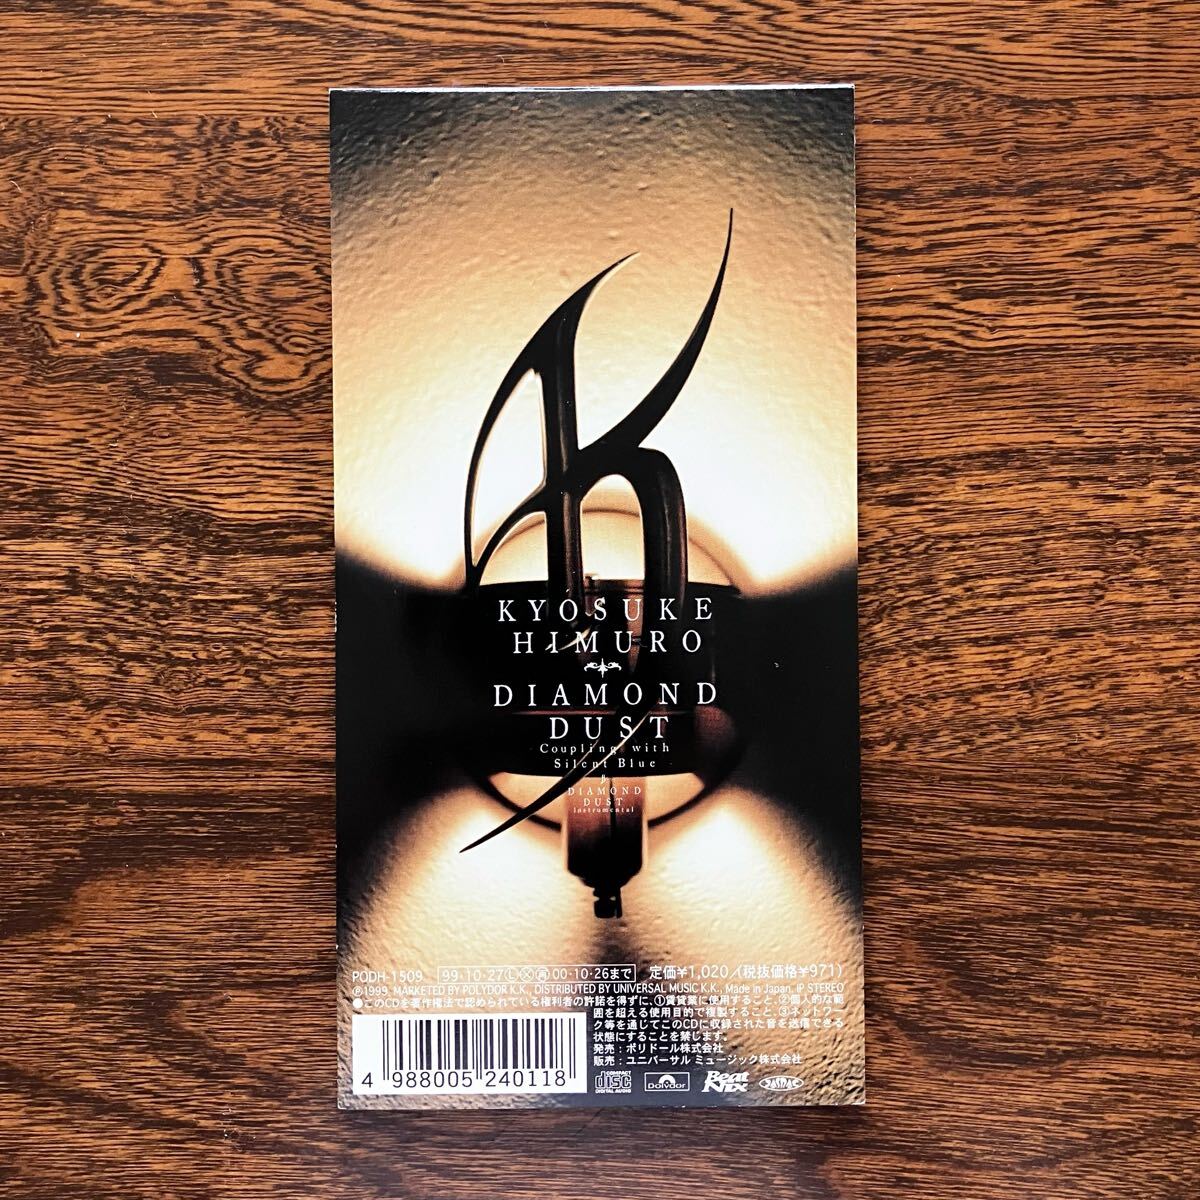 KYOSUKE
HIMURO
DIAMOND
DUST
Coupling with
Silent Blue
DIAMOND
DUST
instrumental
PODH-1509 99・10・27 Ⓛ Ⓧ 再 00・10・26まで 定価¥1,020/(税抜価格¥971)
Ⓟ1999, MARKETED BY POLYDOR K.K., DISTRIBUTED BY UNIVERSAL MUSIC K.K., Made in Japan, IP STEREO
●このCDを著作権法で認められている権利者の許諾を得ずに、①賃貸業に使用すること、②個人的な範
囲を超える使用目的で複製すること、③ネットワー
ク等を通じてこのCDに収録された音を送信できる
状態にすることを禁じます。
発売：ポリドール株式会社
販売：ユニバーサル ミュージック株式会社
4 988005 240118
COMPACT
disc
DIGITAL AUDIO
Polydor
Beat
Nix
JASRAC